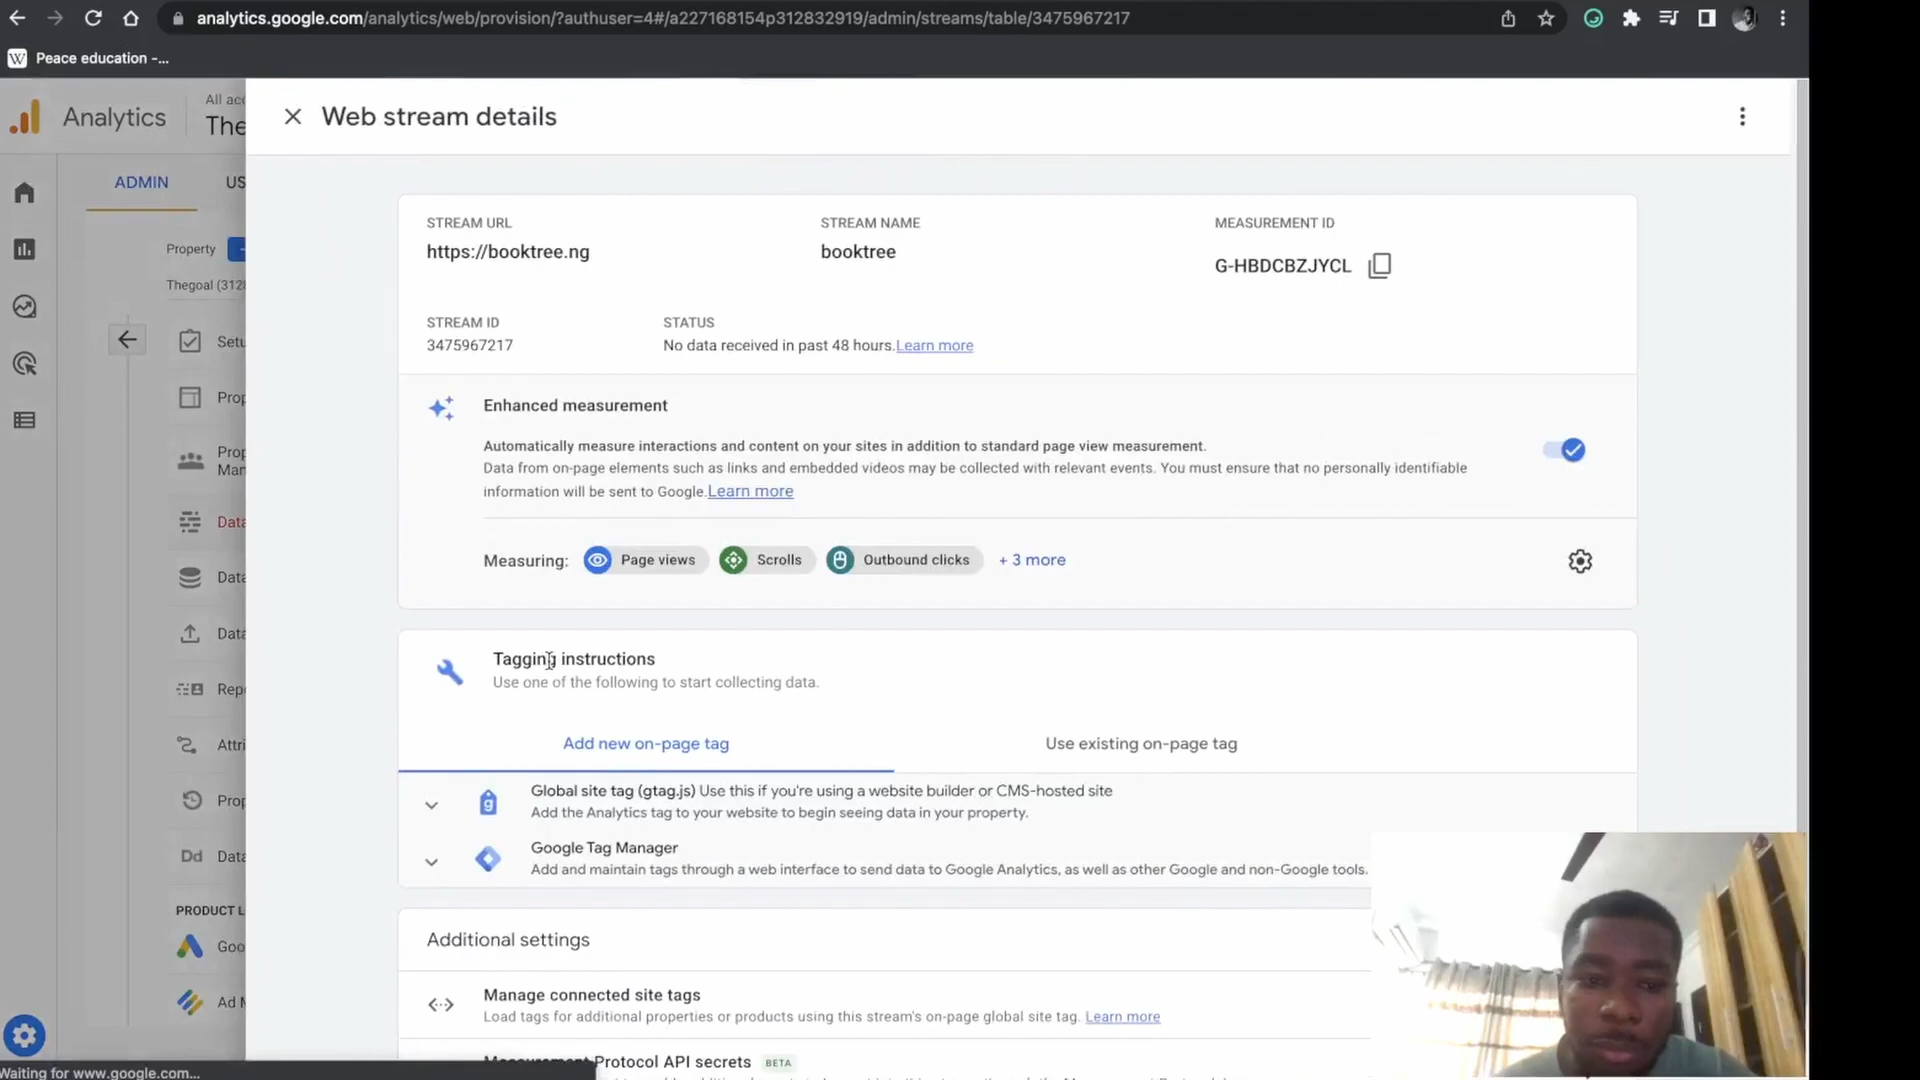 analytics.google.com/analytics/web/provision/?authuser=4#/a227168154p312832919/admin/streams/table/3475967217
Peace education -...
Analytics
All acc
The
Web stream details
ADMIN
US
Property
Thegoal (3128
Setu
Prop
Prop
Man
Data
Data
Data
Repo
Attri
Prop
Data
PRODUCT L
Goo
Ad M
STREAM URL
https://booktree.ng
STREAM NAME
booktree
MEASUREMENT ID
G-HBDCBZJYCL
STREAM ID
3475967217
STATUS
No data received in past 48 hours.Learn more
Enhanced measurement
Automatically measure interactions and content on your sites in addition to standard page view measurement.
Data from on-page elements such as links and embedded videos may be collected with relevant events. You must ensure that no personally identifiable
information will be sent to Google.Learn more
Measuring: Page views Scrolls Outbound clicks + 3 more
Tagging instructions
Use one of the following to start collecting data.
Add new on-page tag
Use existing on-page tag
Global site tag (gtag.js) Use this if you're using a website builder or CMS-hosted site
Add the Analytics tag to your website to begin seeing data in your property.
Google Tag Manager
Add and maintain tags through a web interface to send data to Google Analytics, as well as other Google and non-Google tools.
Additional settings
Manage connected site tags
Load tags for additional properties or products using this stream's on-page global site tag. Learn more
Measurement Protocol API secrets BETA
Waiting for www.google.com...